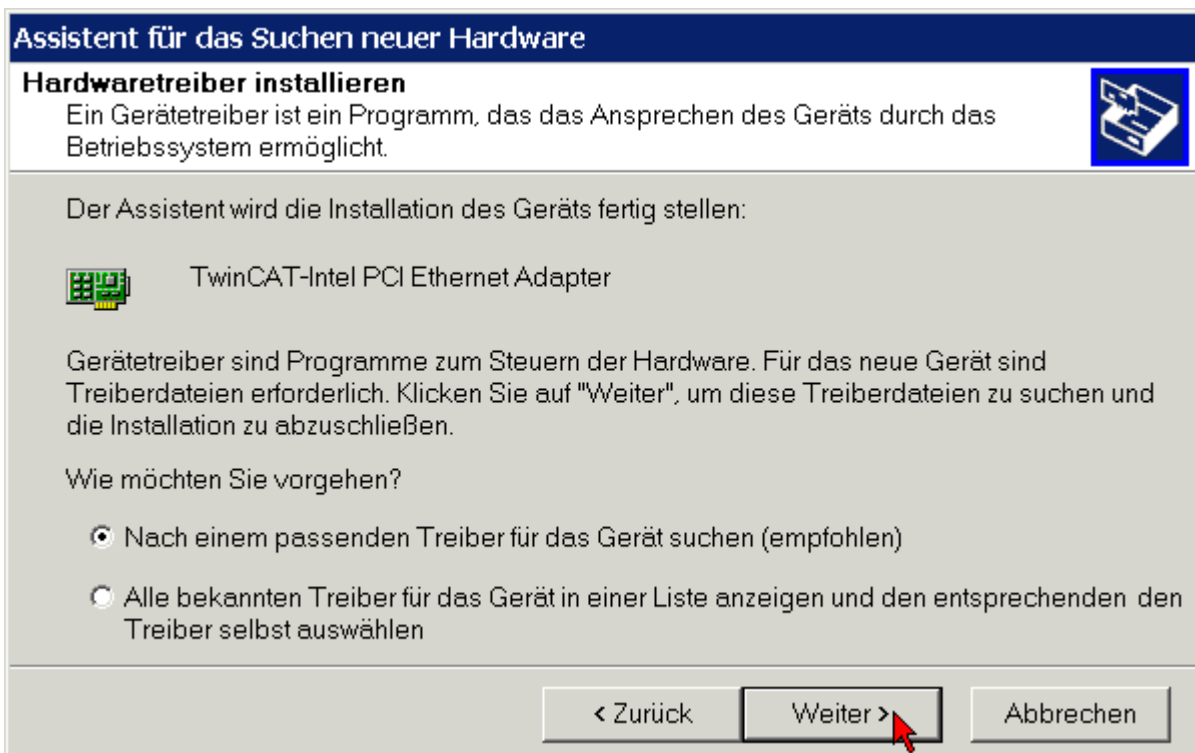 Assistent für das Suchen neuer Hardware
Hardwaretreiber installieren
Ein Gerätetreiber ist ein Programm, das das Ansprechen des Geräts durch das
Betriebssystem ermöglicht.
Der Assistent wird die Installation des Geräts fertig stellen:
TwinCAT-Intel PCI Ethernet Adapter
Gerätetreiber sind Programme zum Steuern der Hardware. Für das neue Gerät sind
Treiberdateien erforderlich. Klicken Sie auf "Weiter", um diese Treiberdateien zu suchen und
die Installation zu abzuschließen.
Wie möchten Sie vorgehen?
Nach einem passenden Treiber für das Gerät suchen (empfohlen)
Alle bekannten Treiber für das Gerät in einer Liste anzeigen und den entsprechenden den
Treiber selbst auswählen
< Zurück Weiter > Abbrechen